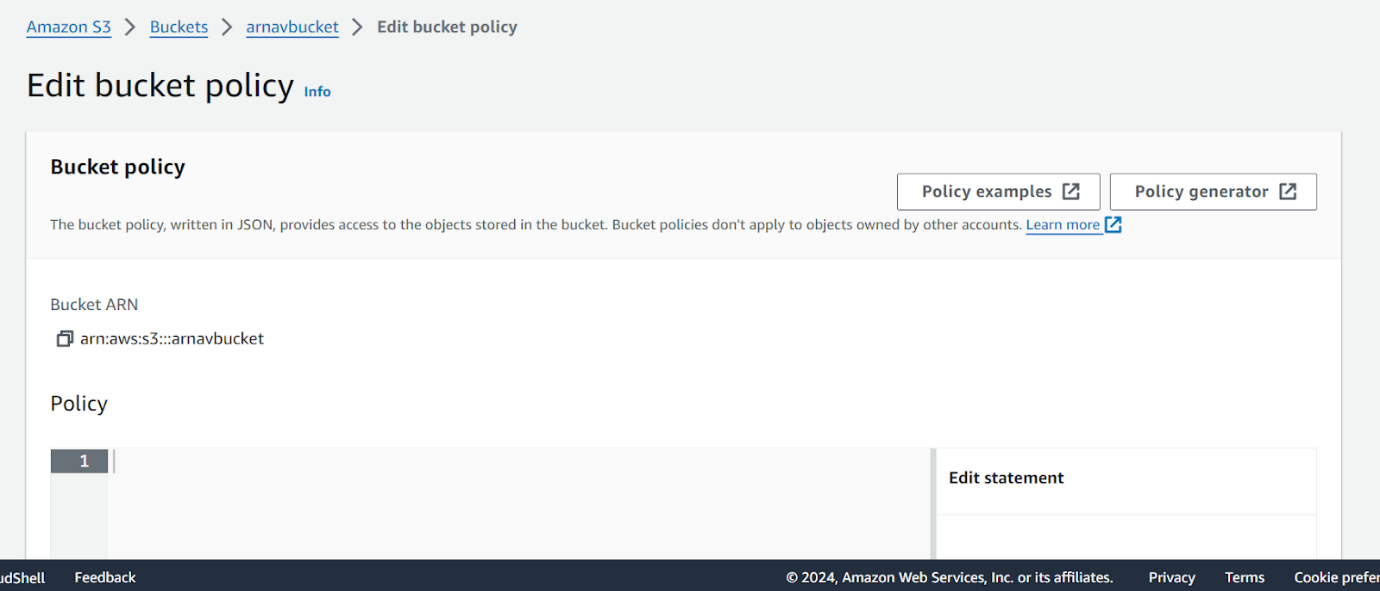 Amazon S3 > Buckets > arnavbucket > Edit bucket policy
Edit bucket policy Info
Bucket policy
Policy examples
Policy generator
The bucket policy, written in JSON, provides access to the objects stored in the bucket. Bucket policies don't apply to objects owned by other accounts. Learn more
Bucket ARN
arn:aws:s3:::arnavbucket
Policy
1
Edit statement
udShell Feedback © 2024, Amazon Web Services, Inc. or its affiliates. Privacy Terms Cookie prefer